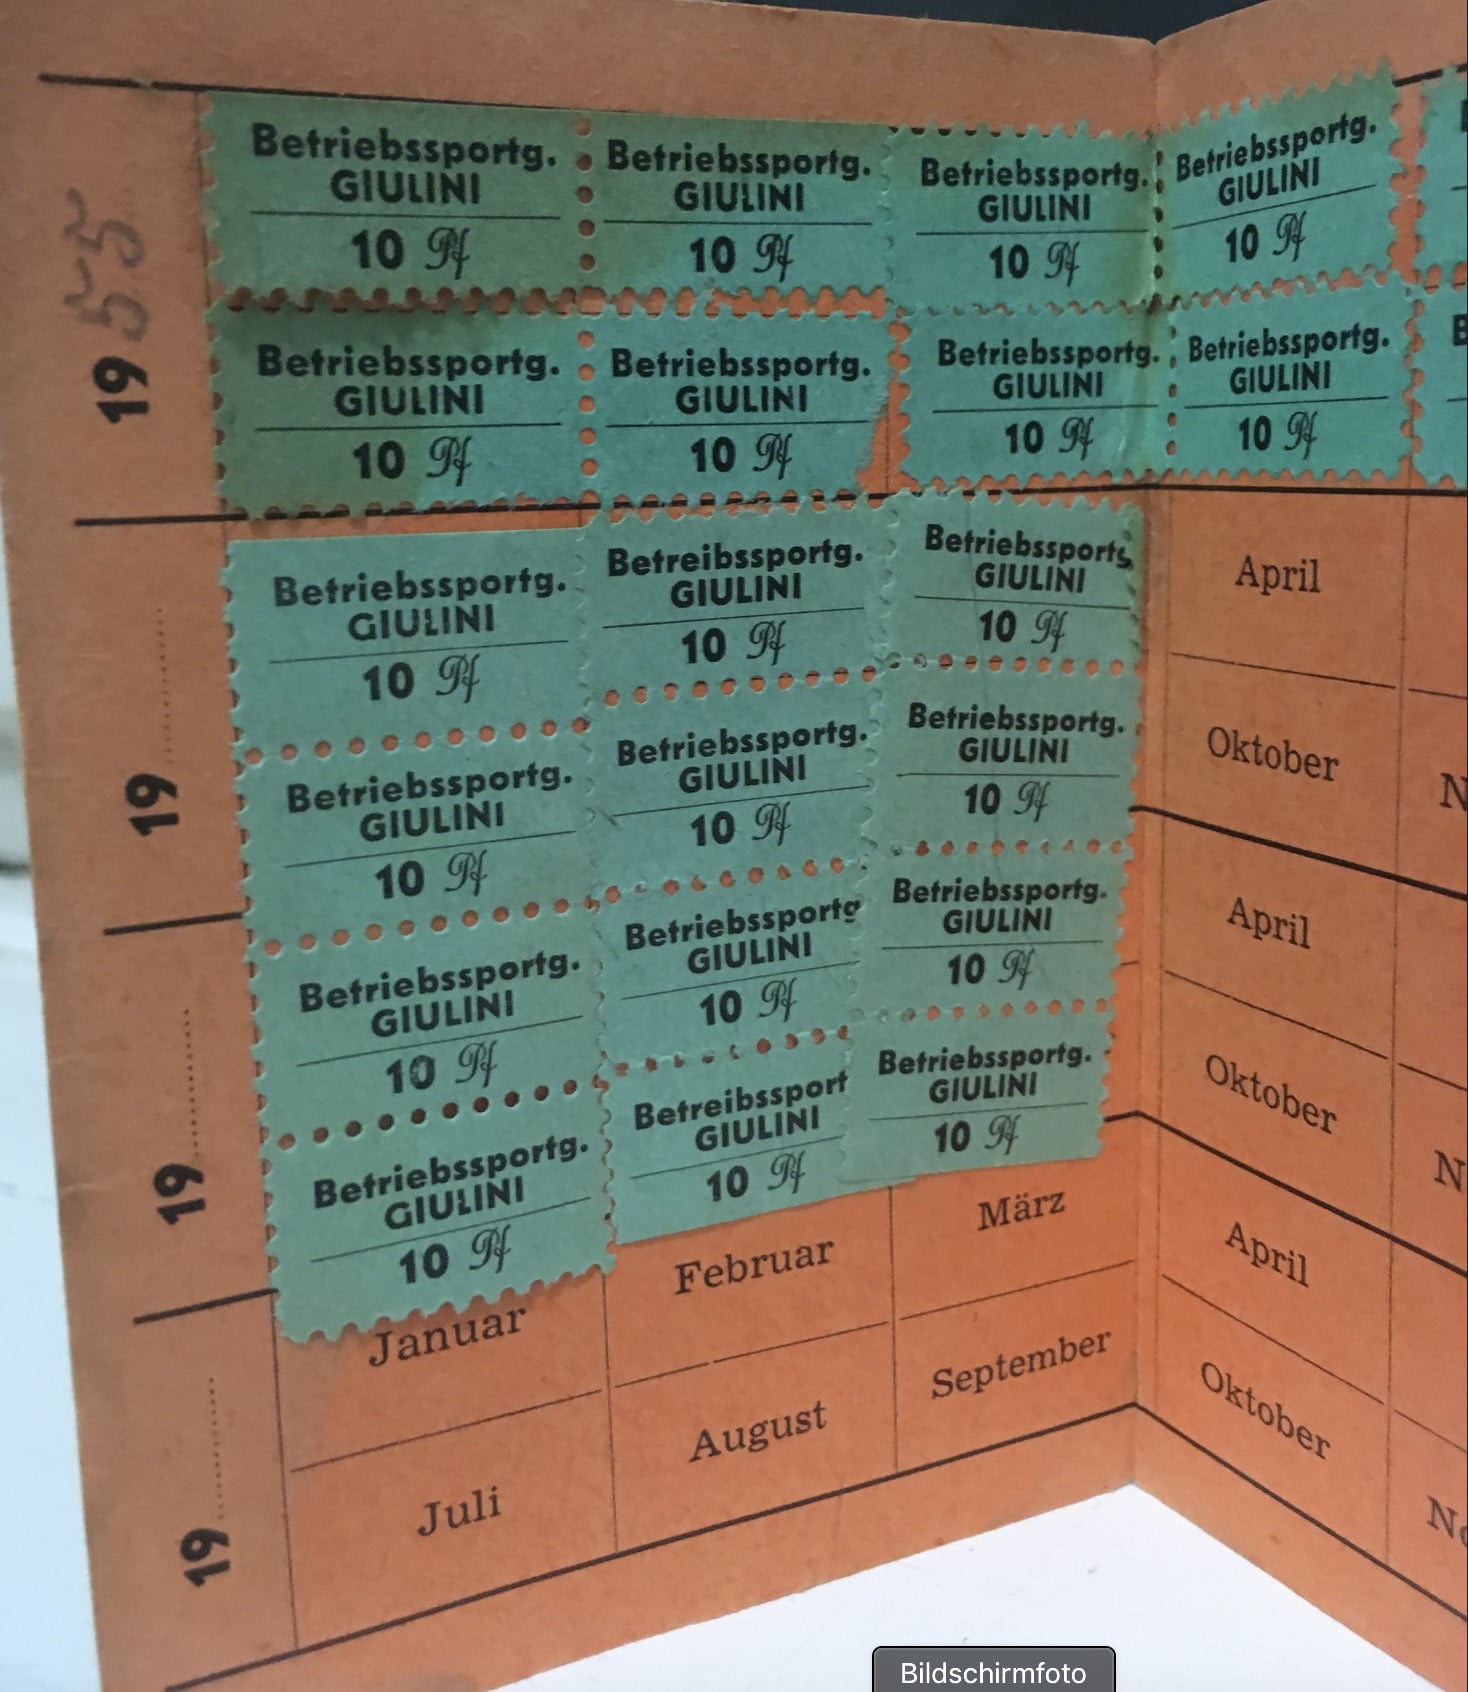 1955
Betriebssportg.
GIULINI
10 Pf
Betriebssportg.
GIULINI
10 Pf
Betriebssportg.
GIULINI
10 Pf
Betriebssportg.
GIULINI
10 Pf
Betriebssportg.
GIULINI
10 Pf
Betriebssportg.
GIULINI
10 Pf
Betriebssportg.
GIULINI
10 Pf
Betriebssportg.
GIULINI
10 Pf
19
Betriebssportg.
GIULINI
10 Pf
Betreibssportg.
GIULINI
10 Pf
Betriebssportg
GIULINI
10 Pf
April
Betriebssportg.
GIULINI
10 Pf
Betriebssportg.
GIULINI
10 Pf
Betriebssportg.
GIULINI
10 Pf
Oktober
N
19
Betriebssportg.
GIULINI
10 Pf
Betriebssportg
GIULINI
10 Pf
Betriebssportg.
GIULINI
10 Pf
April
Betriebssportg.
GIULINI
10 Pf
Betreibssport
GIULINI
10 Pf
Betriebssportg.
GIULINI
10 Pf
Oktober
N
19
Januar
Februar
März
April
Juli
August
September
Oktober
No
Bildschirmfoto